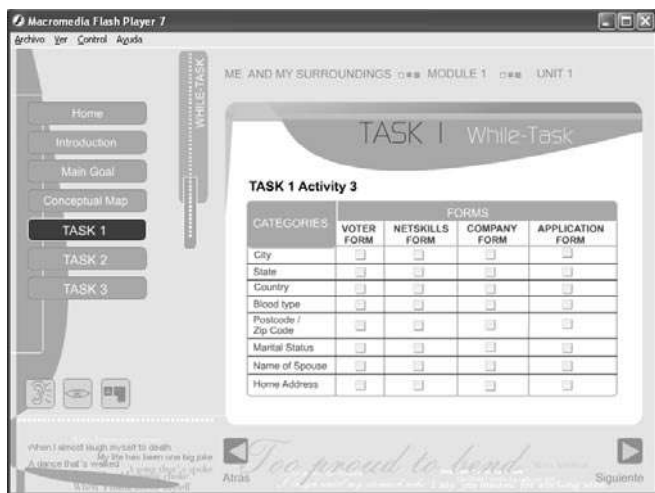 Macromedia Flash Player 7
Archivo Ver Control Ayuda
WHILE-TASK
ME, AND MY SURROUNDINGS MODULE 1 UNIT 1
Home
Introduction
Main Goal
Conceptual Map
TASK 1
TASK 2
TASK 3
TASK 1 While-Task
TASK 1 Activity 3
CATEGORIES
FORMS
VOTER FORM
NETSKILLS FORM
COMPANY FORM
APPLICATION FORM
City
State
Country
Blood type
Postcode /
Zip Code
Marital Status
Name of Spouse
Home Address
When I almost laugh myself to death
My life has been one big joke
A dance that's walked
A song that's spoke
Too proud to bend
Atrás
Siguiente